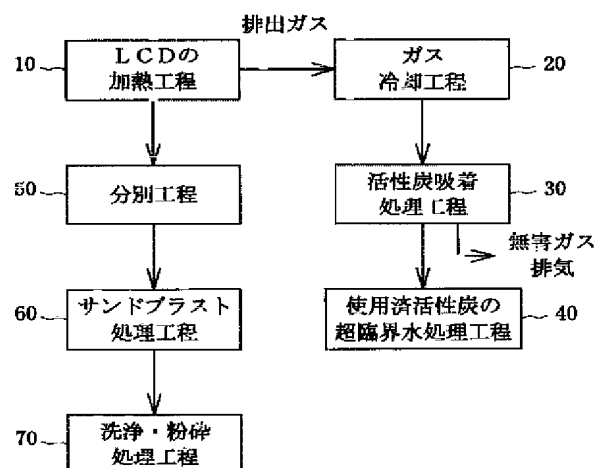 排出ガス
10
LCDの
加熱工程
ガス
冷却工程
20
50
分別工程
活性炭吸着
処理工程
30
無害ガス
排気
60
サンドブラスト
処理工程
使用済活性炭の
超臨界水処理工程
40
70
洗浄・粉砕
処理工程